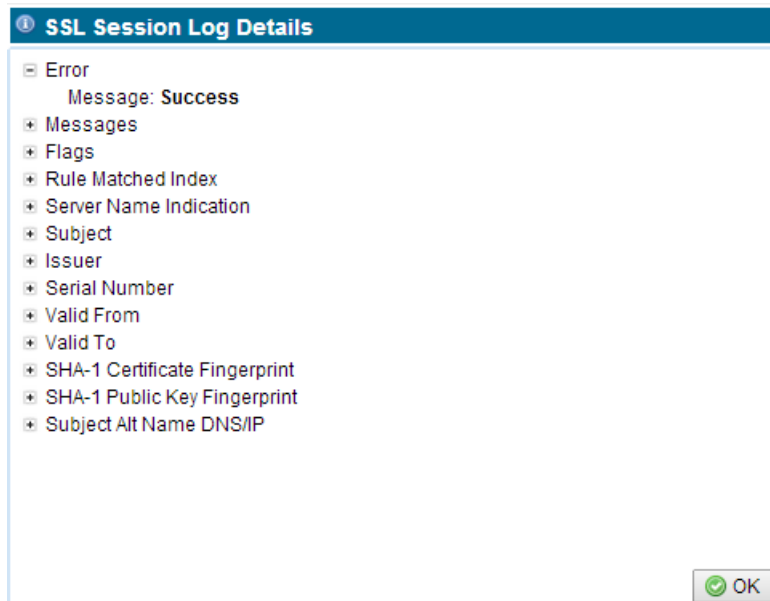 SSL Session Log Details
Error
Message: Success
Messages
Flags
Rule Matched Index
Server Name Indication
Subject
Issuer
Serial Number
Valid From
Valid To
SHA-1 Certificate Fingerprint
SHA-1 Public Key Fingerprint
Subject Alt Name DNS/IP
OK